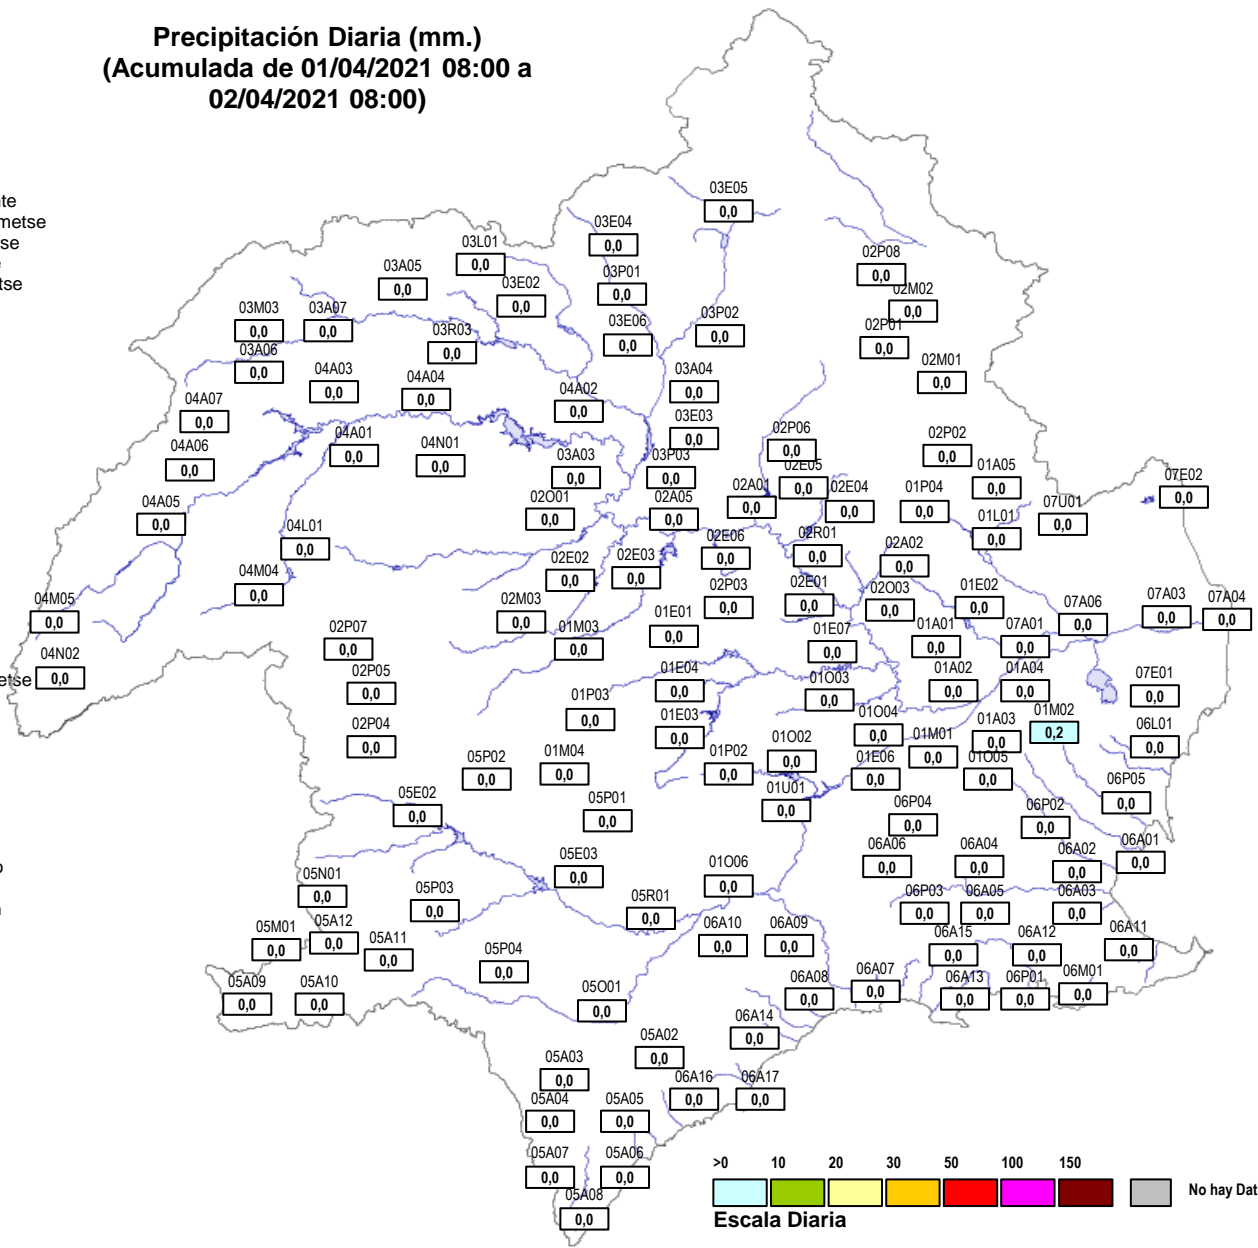 Precipitación Diaria (mm.)
(Acumulada de 01/04/2021 08:00 a
02/04/2021 08:00)
03E05
0,0
03E04
0,0
03L01
0,0
02P08
0,0
03A05
0,0
03P01
0,0
03E02
0,0
02M02
0,0
03M03
0,0
03A07
0,0
03P02
0,0
03E06
0,0
03R03
0,0
02P01
0,0
03A06
0,0
02M01
0,0
04A03
0,0
04A04
0,0
03A04
0,0
04A02
0,0
04A07
0,0
03E03
0,0
02P06
0,0
04A01
0,0
04N01
0,0
02P02
0,0
04A06
0,0
03A03
0,0
03P03
0,0
02E05
0,0
01A05
0,0
07E02
0,0
02A01
0,0
02E04
0,0
01P04
0,0
04A05
0,0
02O01
0,0
02A05
0,0
07U01
0,0
04L01
0,0
01L01
0,0
02E06
0,0
02R01
0,0
02A02
0,0
02E02
0,0
02E03
0,0
04M04
0,0
02P03
0,0
02E01
0,0
02O03
0,0
01E02
0,0
07A03
0,0
07A04
0,0
04M05
0,0
02M03
0,0
07A06
0,0
01E01
0,0
02P07
0,0
01M03
0,0
01E07
0,0
01A01
0,0
07A01
0,0
04N02
0,0
02P05
0,0
01E04
0,0
01O03
0,0
01A02
0,0
01A04
0,0
07E01
0,0
01P03
0,0
01E03
0,0
01O04
0,0
01A03
0,0
01M02
0,2
02P04
0,0
06L01
0,0
01M01
0,0
05P02
0,0
01M04
0,0
01P02
0,0
01O02
0,0
01E06
0,0
01O05
0,0
05E02
0,0
05P01
0,0
01U01
0,0
06P05
0,0
06P04
0,0
06P02
0,0
05E03
0,0
01O06
0,0
06A06
0,0
06A04
0,0
06A02
0,0
06A01
0,0
05N01
0,0
05P03
0,0
05R01
0,0
06P03
0,0
06A05
0,0
06A03
0,0
05M01
0,0
05A12
0,0
05A11
0,0
06A10
0,0
06A09
0,0
06A15
0,0
06A12
0,0
06A11
0,0
05P04
0,0
05A09
0,0
05A10
0,0
05O01
0,0
06A08
0,0
06A07
0,0
06A13
0,0
06P01
0,0
06M01
0,0
06A14
0,0
05A02
0,0
05A03
0,0
06A16
0,0
06A17
0,0
05A04
0,0
05A05
0,0
05A07
0,0
05A06
0,0
05A08
0,0
>0 10 20 30 50 100 150
No hay Dat
Escala Diaria